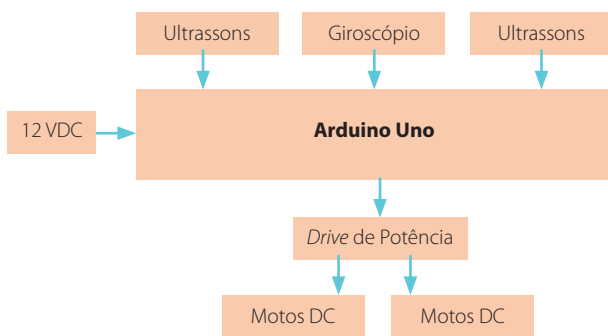 Ultrassons
Giroscópio
Ultrassons
12 VDC
Arduino Uno
Drive de Potência
Motos DC
Motos DC